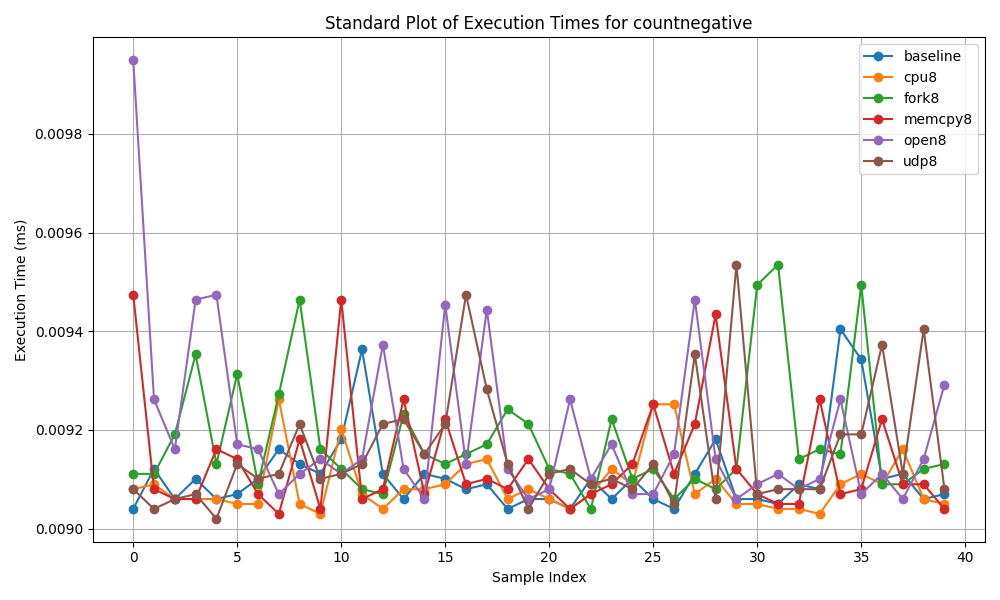 Standard Plot of Execution Times for countnegative
baseline
cpu8
fork8
memcpy8
open8
udp8
0.0098
0.0096
0.0094
0.0092
0.0090
Execution Time (ms)
0 5 10 15 20 25 30 35 40
Sample Index